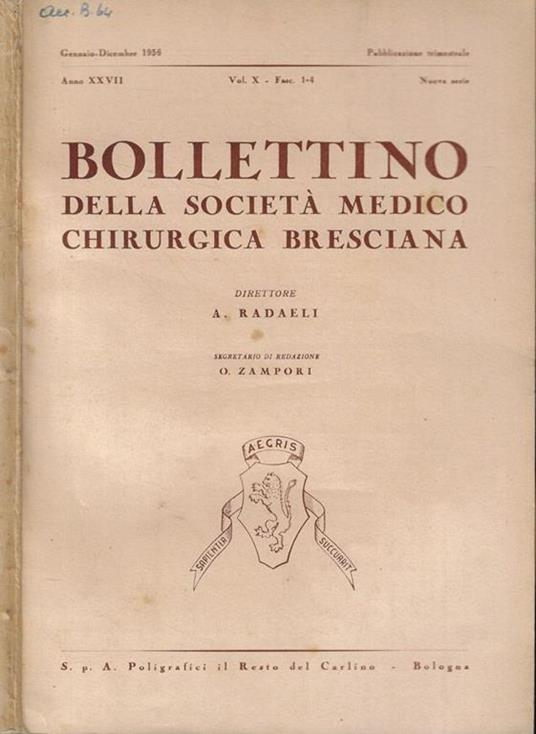 acc. B. 64
Gennaio-Dicembre 1956 Pubblicazione trimestrale
Anno XXVII Vol. X - Fasc. 1-4 Nuova serie
BOLLETTINO
DELLA SOCIETÀ MEDICO
CHIRURGICA BRESCIANA
DIRETTORE
A. RADAELI
SEGRETARIO DI REDAZIONE
O. ZAMPORI
AEGRIS
SAPIENTIA SUCCURRIT
S. p. A. Poligrafici il Resto del Carlino - Bologna